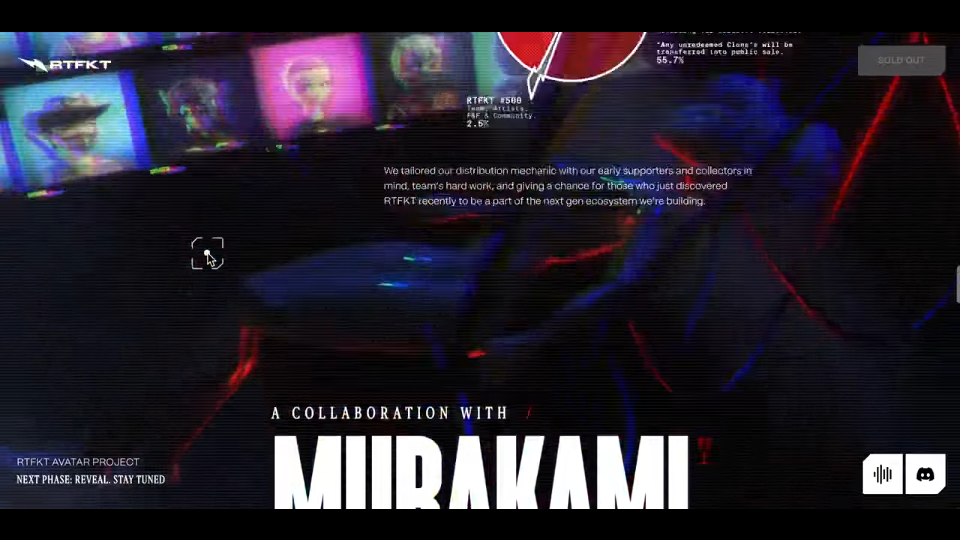 "Any unredeemed Clone's will be
transferred into public sale.
55.7%
RTFKT
SOLD OUT
RTFKT #500
Team, Artists,
F&F & Community.
2.5%
We tailored our distribution mechanic with our early supporters and collectors in
mind, team's hard work, and giving a chance for those who just discovered
RTFKT recently to be a part of the next gen ecosystem we're building.
A COLLABORATION WITH /
MURAKAMI
RTFKT AVATAR PROJECT
NEXT PHASE: REVEAL. STAY TUNED